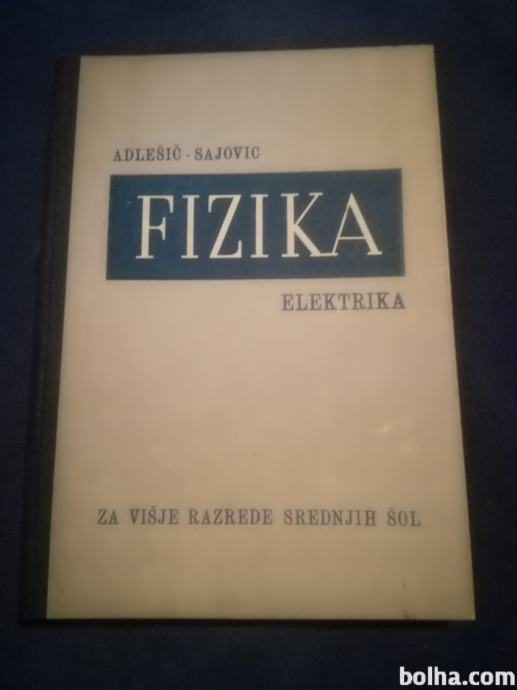 ADLEŠIČ - SAJOVIC
FIZIKA
ELEKTRIKA
ZA VIŠJE RAZREDE SREDNJIH ŠOL
bolha.com